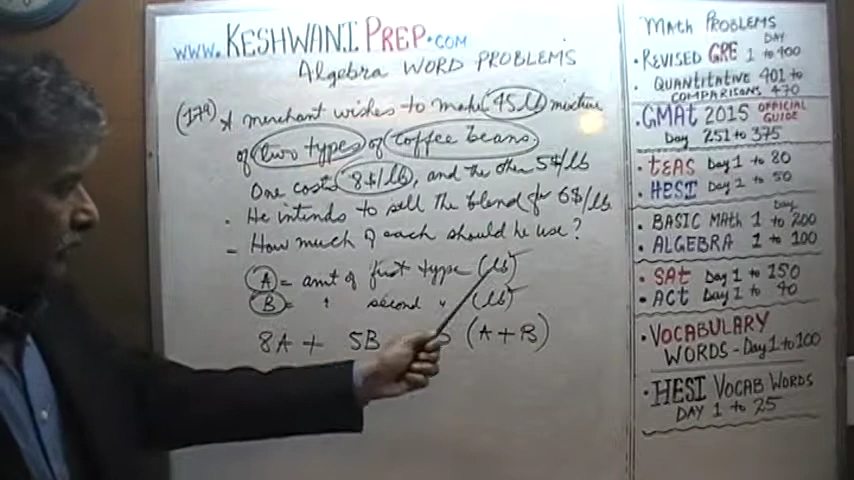 www.KESHWANI PREP.COM
Algebra WORD PROBLEMS
(179) A merchant wishes to make 45lb mixture
of two types of coffee beans.
One costs 8$/lb, and the other 5$/lb
. He intends to sell the blend for 6$/lb
- How much of each should he use?
A = amt of first type (lb)
B = " second " (lb)
8A + 5B (A+B)
MATH PROBLEMS
DAY
• REVISED GRE 1 to 400
• QUANTITATIVE 401 to
COMPARISONS 470
• GMAT 2015 OFFICIAL GUIDE
Day 251 to 375
• TEAS Day 1 to 80
• HESI Day 1 to 50
Day
• BASIC MATH 1 to 200
• ALGEBRA 1 to 100
• SAT Day 1 to 150
• ACT Day 1 to 90
• VOCABULARY
WORDS - Day 1 to 100
• HESI VOCAB WORDS
DAY 1 to 25